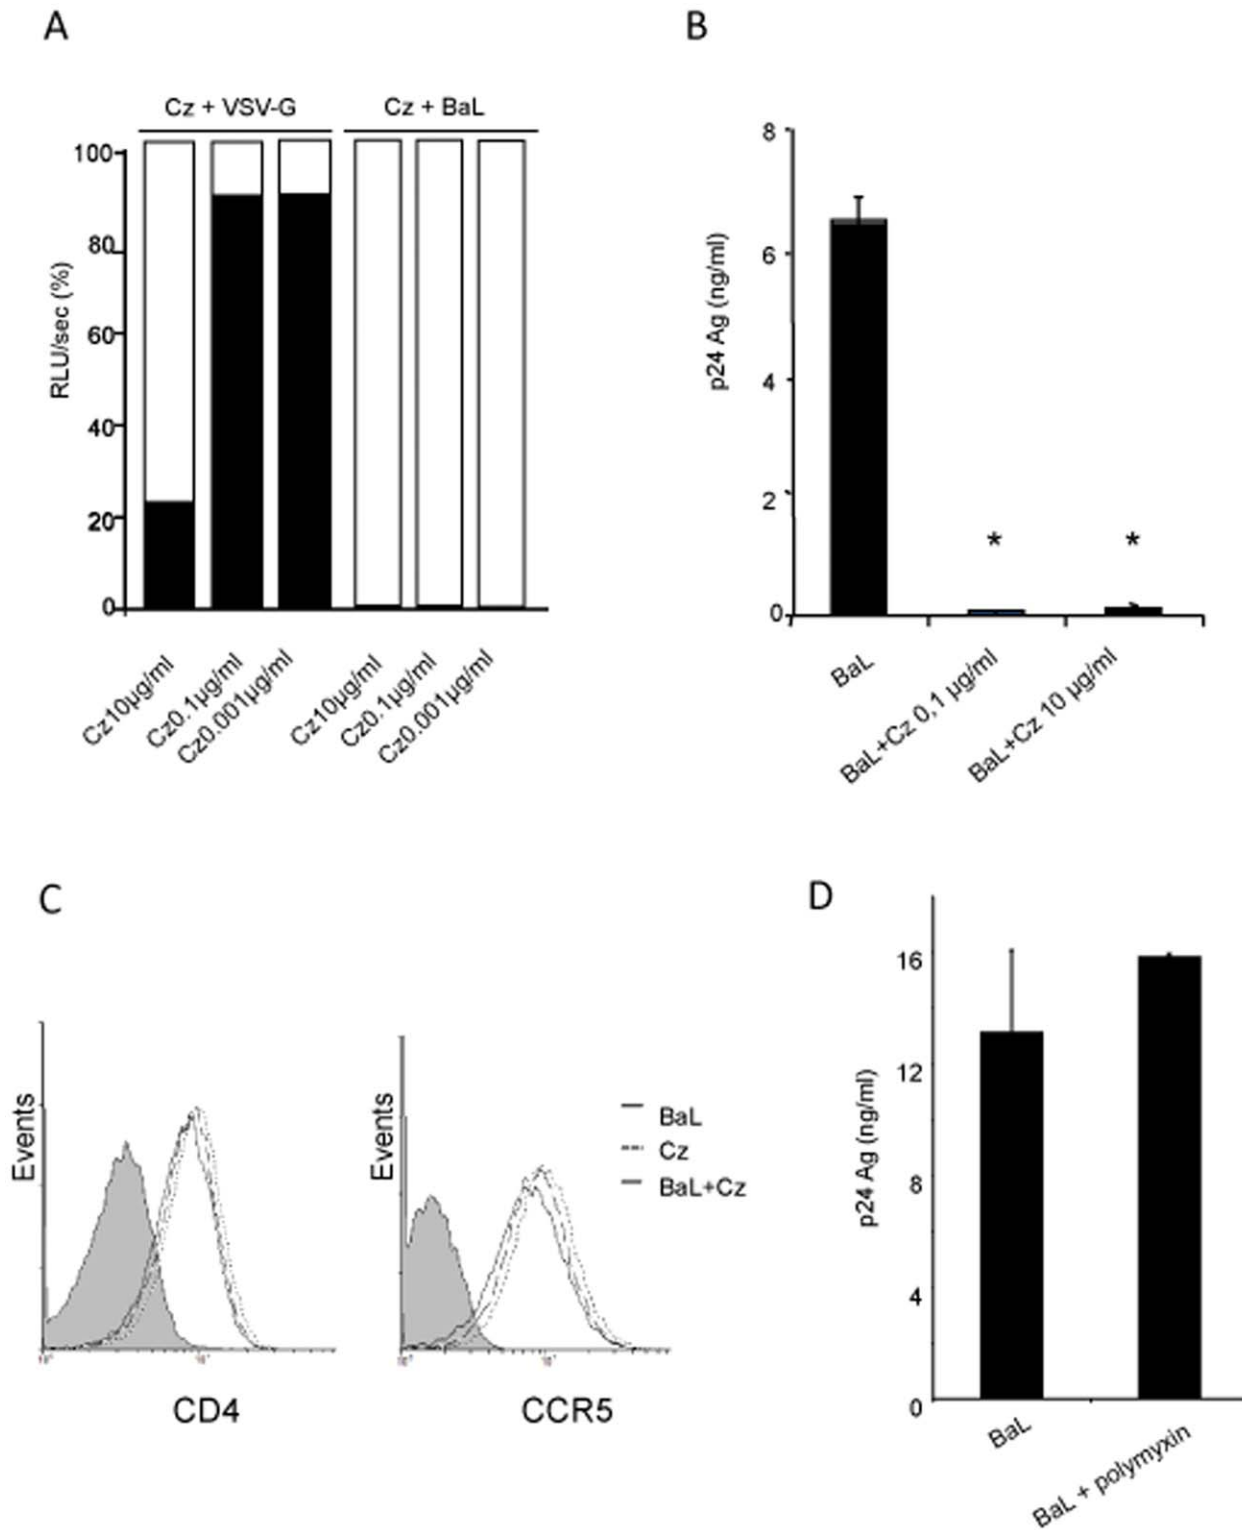 A
Cz + VSV-G
Cz + BaL
100
80
60
40
20
0
RLU/sec (%)
Cz10µg/ml
Cz0.1µg/ml
Cz0.001µg/ml
Cz10µg/ml
Cz0.1µg/ml
Cz0.001µg/ml
B
8
6
4
2
0
p24 Ag (ng/ml)
*
*
BaL
BaL+Cz 0,1 µg/ml
BaL+Cz 10 µg/ml
C
Events
CD4
Events
CCR5
BaL
Cz
BaL+Cz
D
16
12
8
4
0
p24 Ag (ng/ml)
BaL
BaL + polymyxin